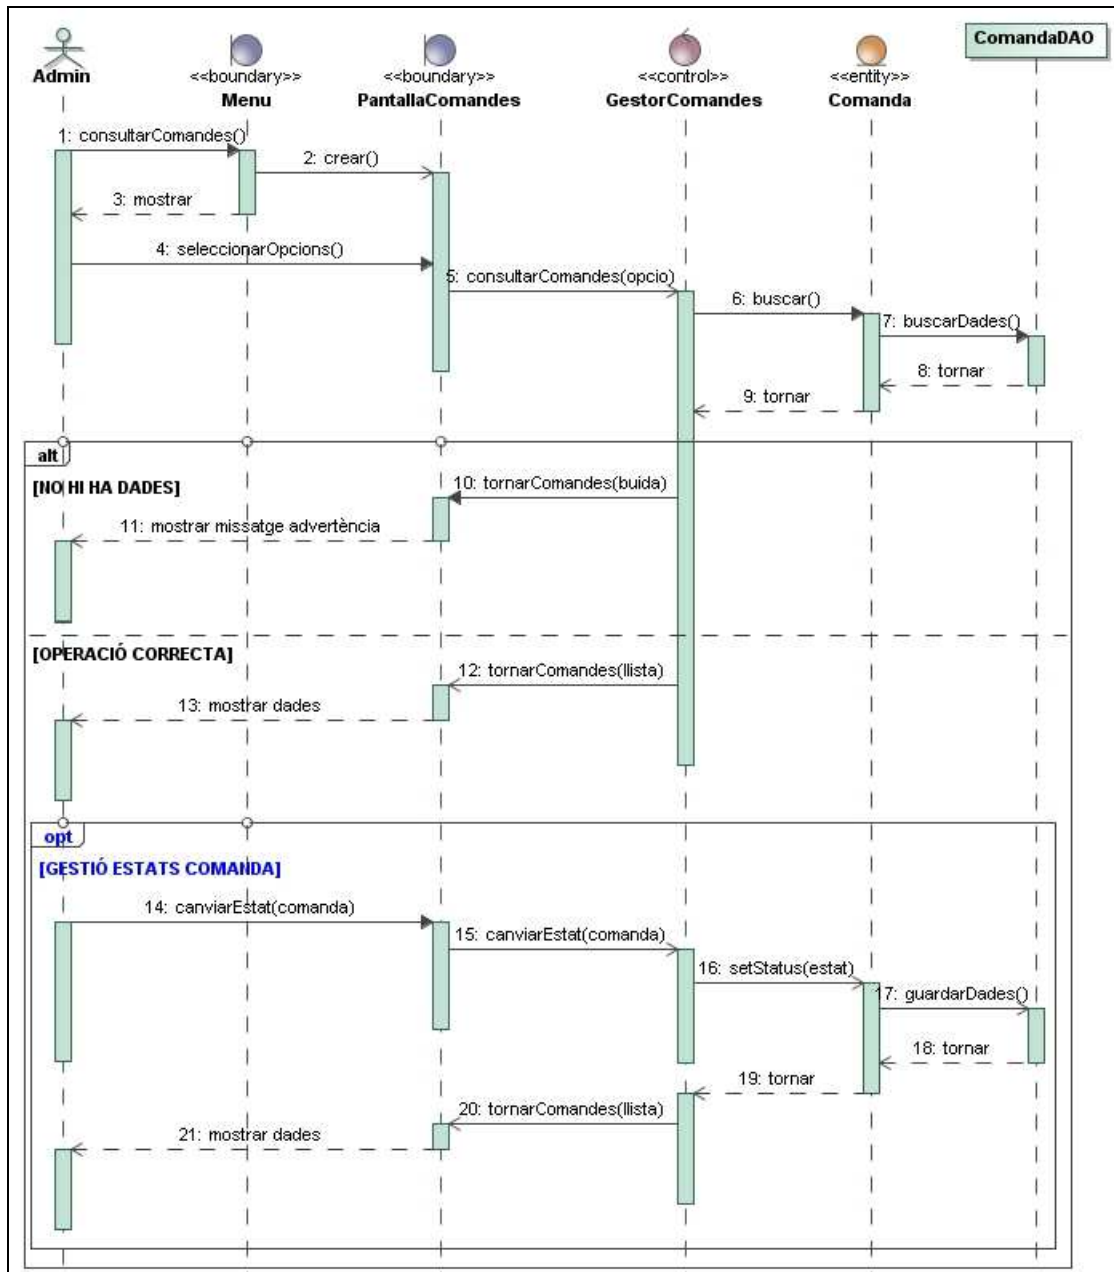 ComandaDAO
Admin
<<boundary>>
Menu
<<boundary>>
PantallaComandes
<<control>>
GestorComandes
<<entity>>
Comanda
1: consultarComandes()
2: crear()
3: mostrar
4: seleccionarOpcions()
5: consultarComandes(opcio)
6: buscar()
7: buscarDades()
8: tornar
9: tornar
alt
[NO HI HA DADES]
10: tornarComandes(buida)
11: mostrar missatge advertència
[OPERACIÓ CORRECTA]
12: tornarComandes(llista)
13: mostrar dades
opt
[GESTIÓ ESTATS COMANDA]
14: canviarEstat(comanda)
15: canviarEstat(comanda)
16: setStatus(estat)
17: guardarDades()
18: tornar
19: tornar
20: tornarComandes(llista)
21: mostrar dades